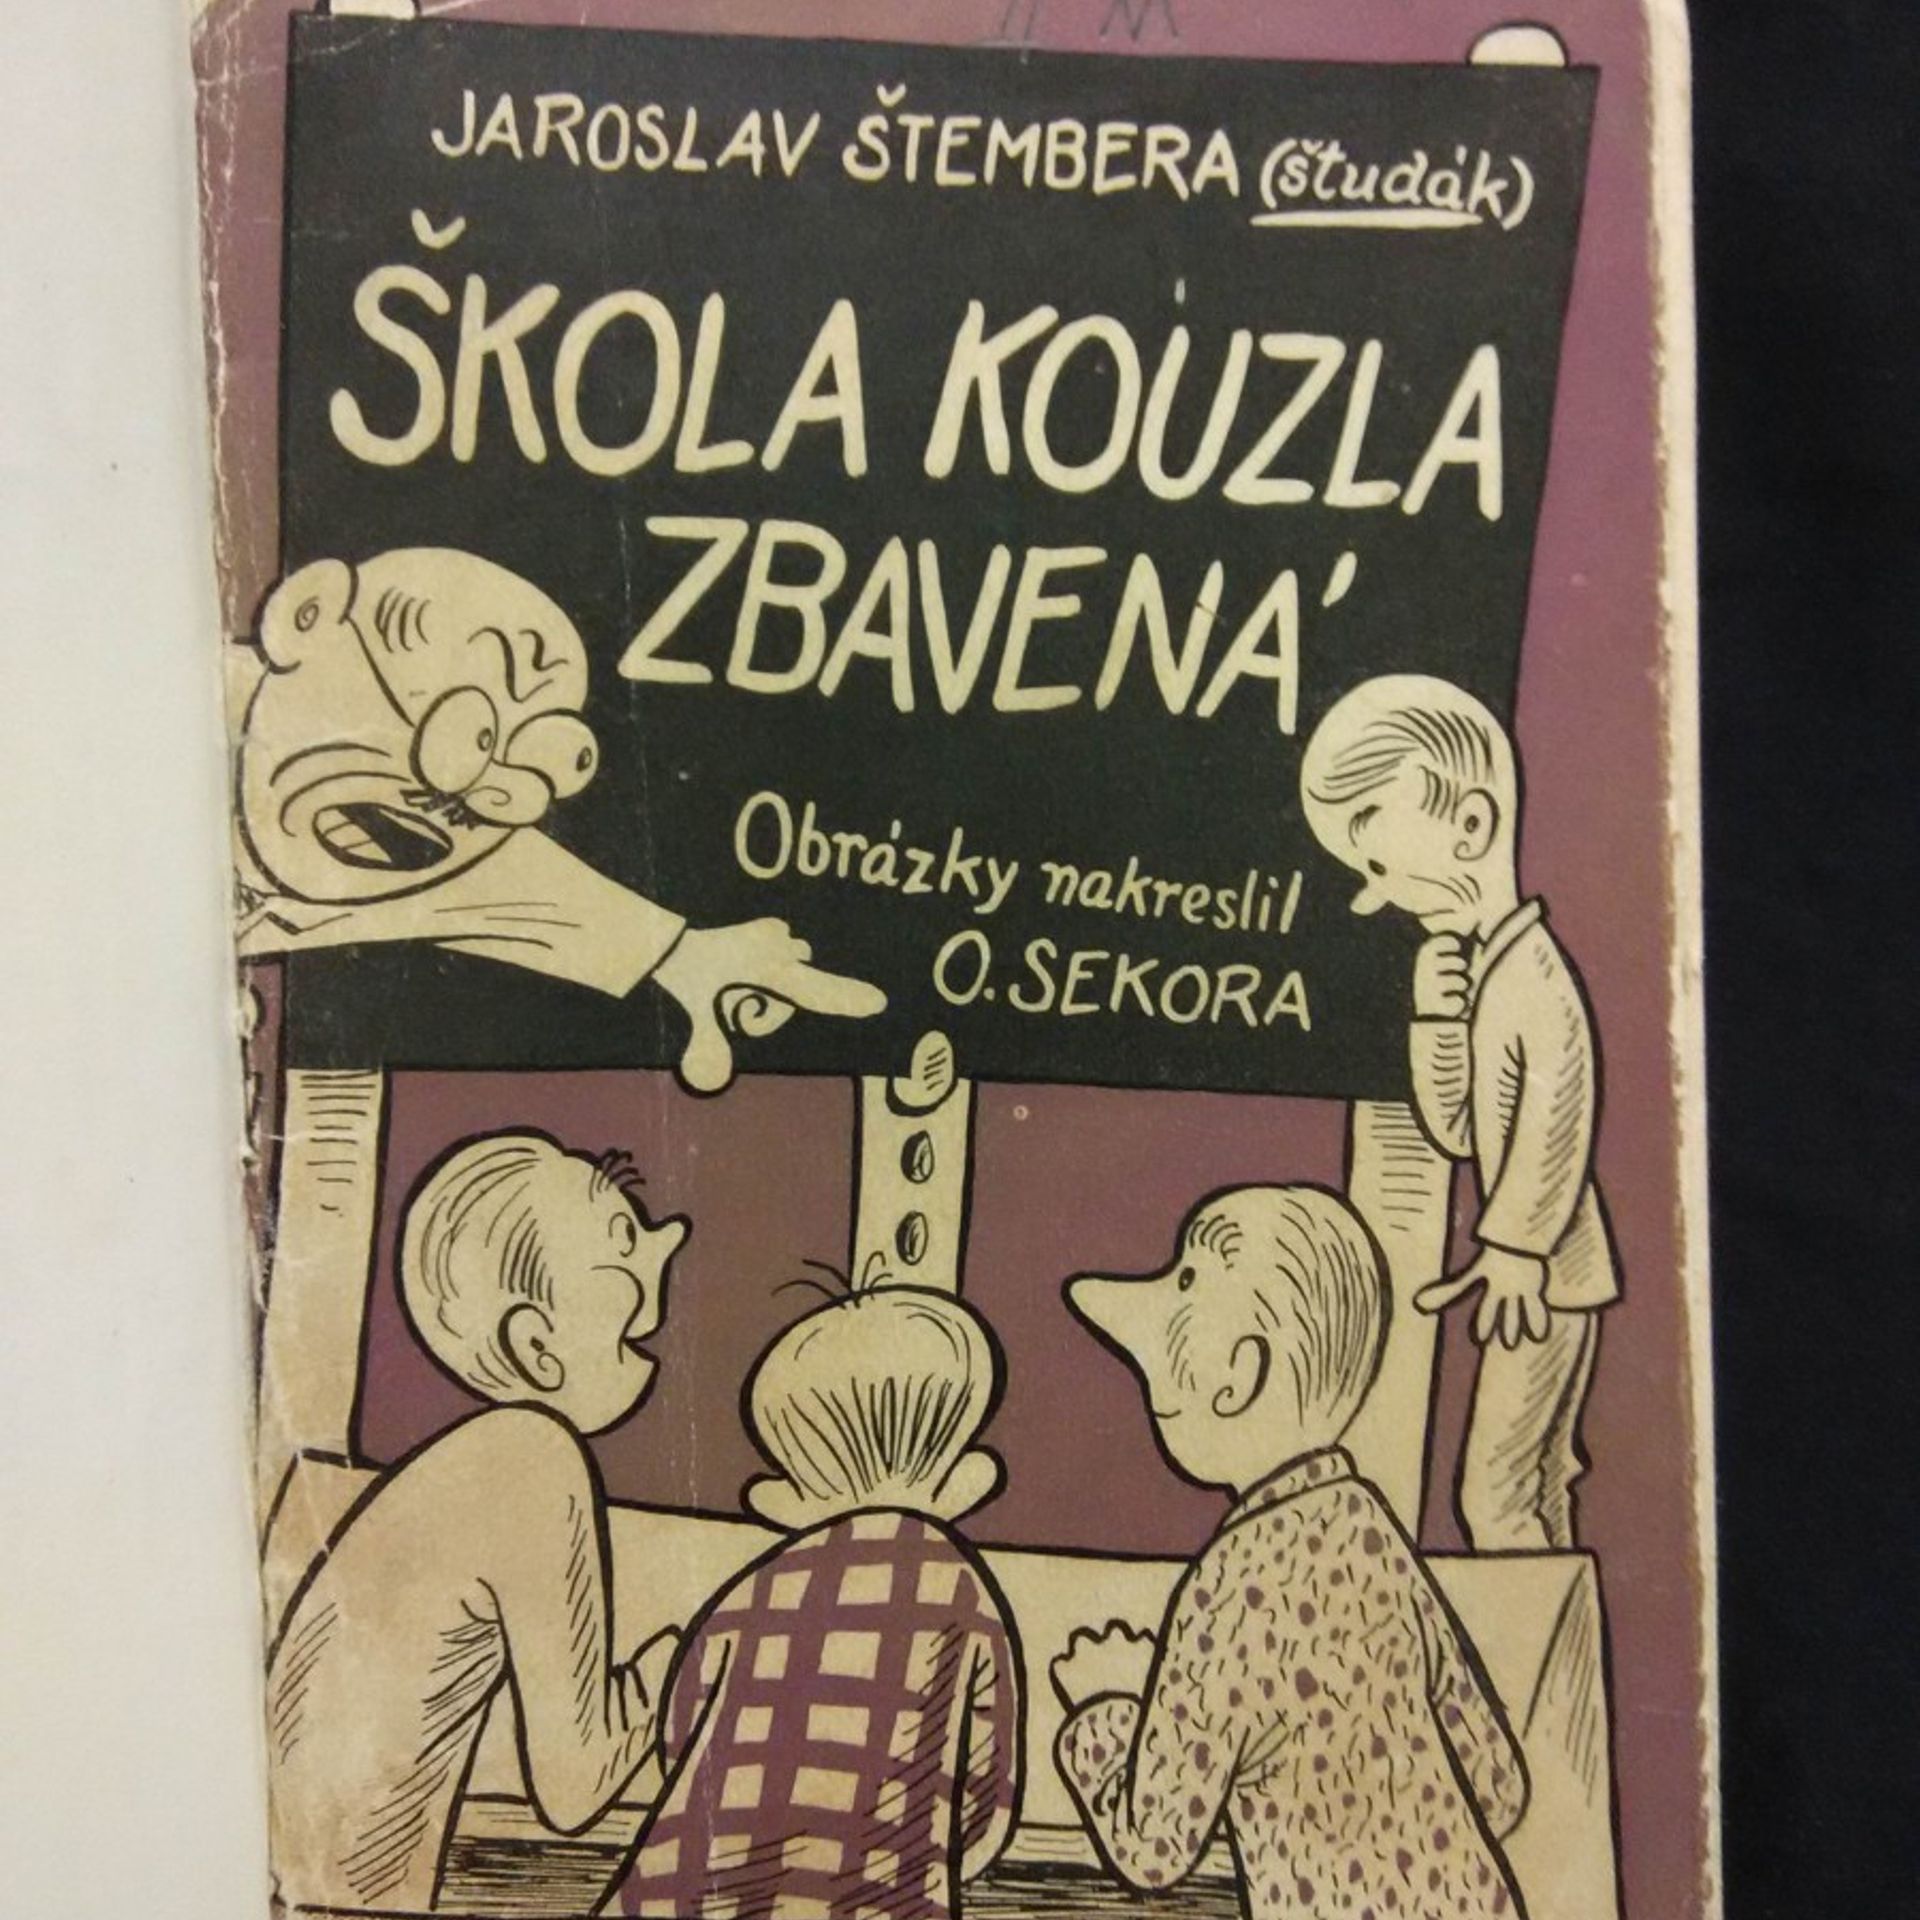 JAROSLAV ŠTEMBERA (študák)
ŠKOLA KOUZLA
ZBAVENÁ
Obrázky nakreslil
O. SEKORA